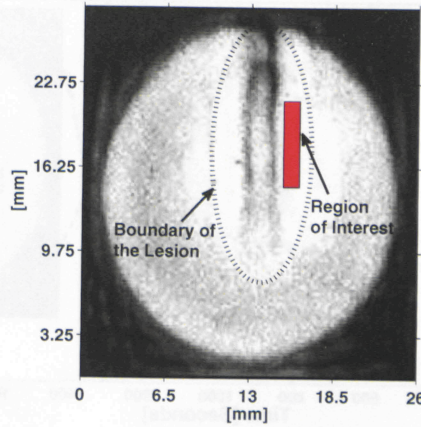 22.75
16.25
9.75
3.25
[mm]
Boundary of
the Lesion
Region
of Interest
0
6.5
13
18.5
26
[mm]